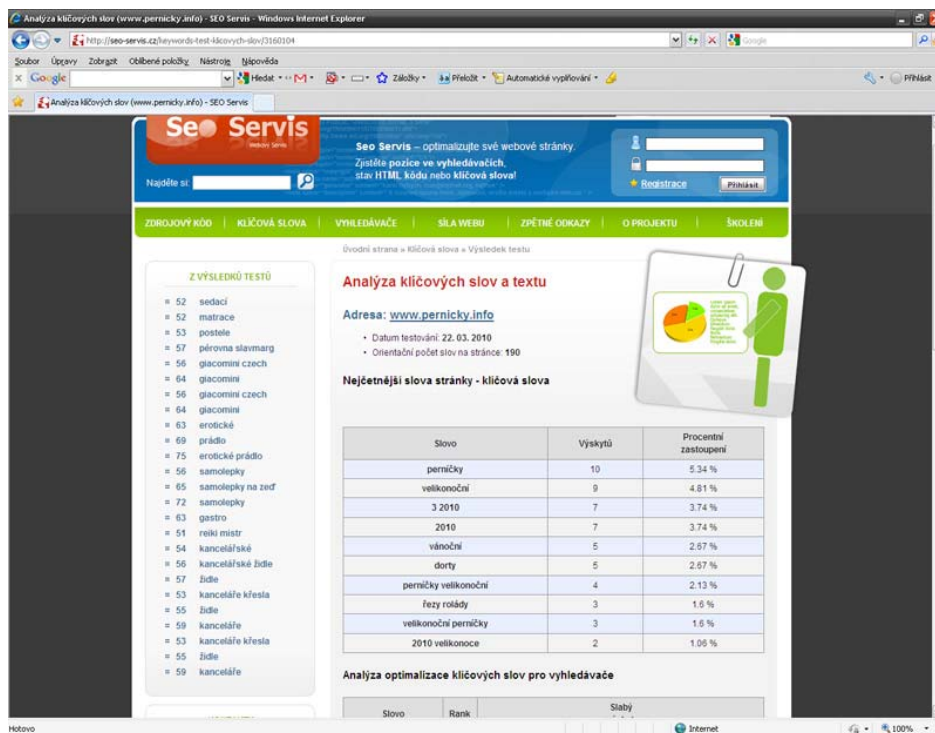 Analýza klíčových slov (www.pernicky.info) - SEO Servis - Windows Internet Explorer
http://seo-servis.cz/keywords-test-klicovych-slov/3160104
Google
Soubor Úpravy Zobrazit Oblíbené položky Nástroje Nápověda
Google Hledat Záložky Přeložit Automatické vyplňování Přihlásit
Analýza klíčových slov (www.pernicky.info) - SEO Servis
Seo Servis
Webový Servis
Seo Servis – optimalizujte své webové stránky.
Zjistěte pozice ve vyhledávačích,
stav HTML kódu nebo klíčová slova!
Najděte si:
Registrace Přihlásit
ZDROJOVÝ KÓD | KLÍČOVÁ SLOVA | VYHLEDÁVAČE | SÍLA WEBU | ZPĚTNÉ ODKAZY | O PROJEKTU | ŠKOLENÍ
Úvodní strana » Klíčová slova » Výsledek testu
Z VÝSLEDKŮ TESTŮ
52 sedací
52 matrace
53 postele
57 pérovna slavmarg
56 giacomini czech
64 giacomini
56 giacomini czech
64 giacomini
63 erotické
69 prádlo
75 erotické prádlo
56 samolepky
65 samolepky na zeď
72 samolepky
63 gastro
51 reiki mistr
54 kancelářské
56 kancelářské židle
57 židle
53 kanceláře křesla
55 židle
59 kanceláře
53 kanceláře křesla
55 židle
59 kanceláře
Analýza klíčových slov a textu
Adresa: www.pernicky.info
Datum testování: 22. 03. 2010
Orientační počet slov na stránce: 190
Nejčetnější slova stránky - klíčová slova
Slovo Výskytů Procentní zastoupení
perníčky 10 5.34 %
velikonoční 9 4.81 %
3 2010 7 3.74 %
2010 7 3.74 %
vánoční 5 2.67 %
dorty 5 2.67 %
perníčky velikonoční 4 2.13 %
řezy rolády 3 1.6 %
velikonoční perníčky 3 1.6 %
2010 velikonoce 2 1.06 %
Analýza optimalizace klíčových slov pro vyhledávače
Slovo Rank Slabý
Hotovo Internet 100%